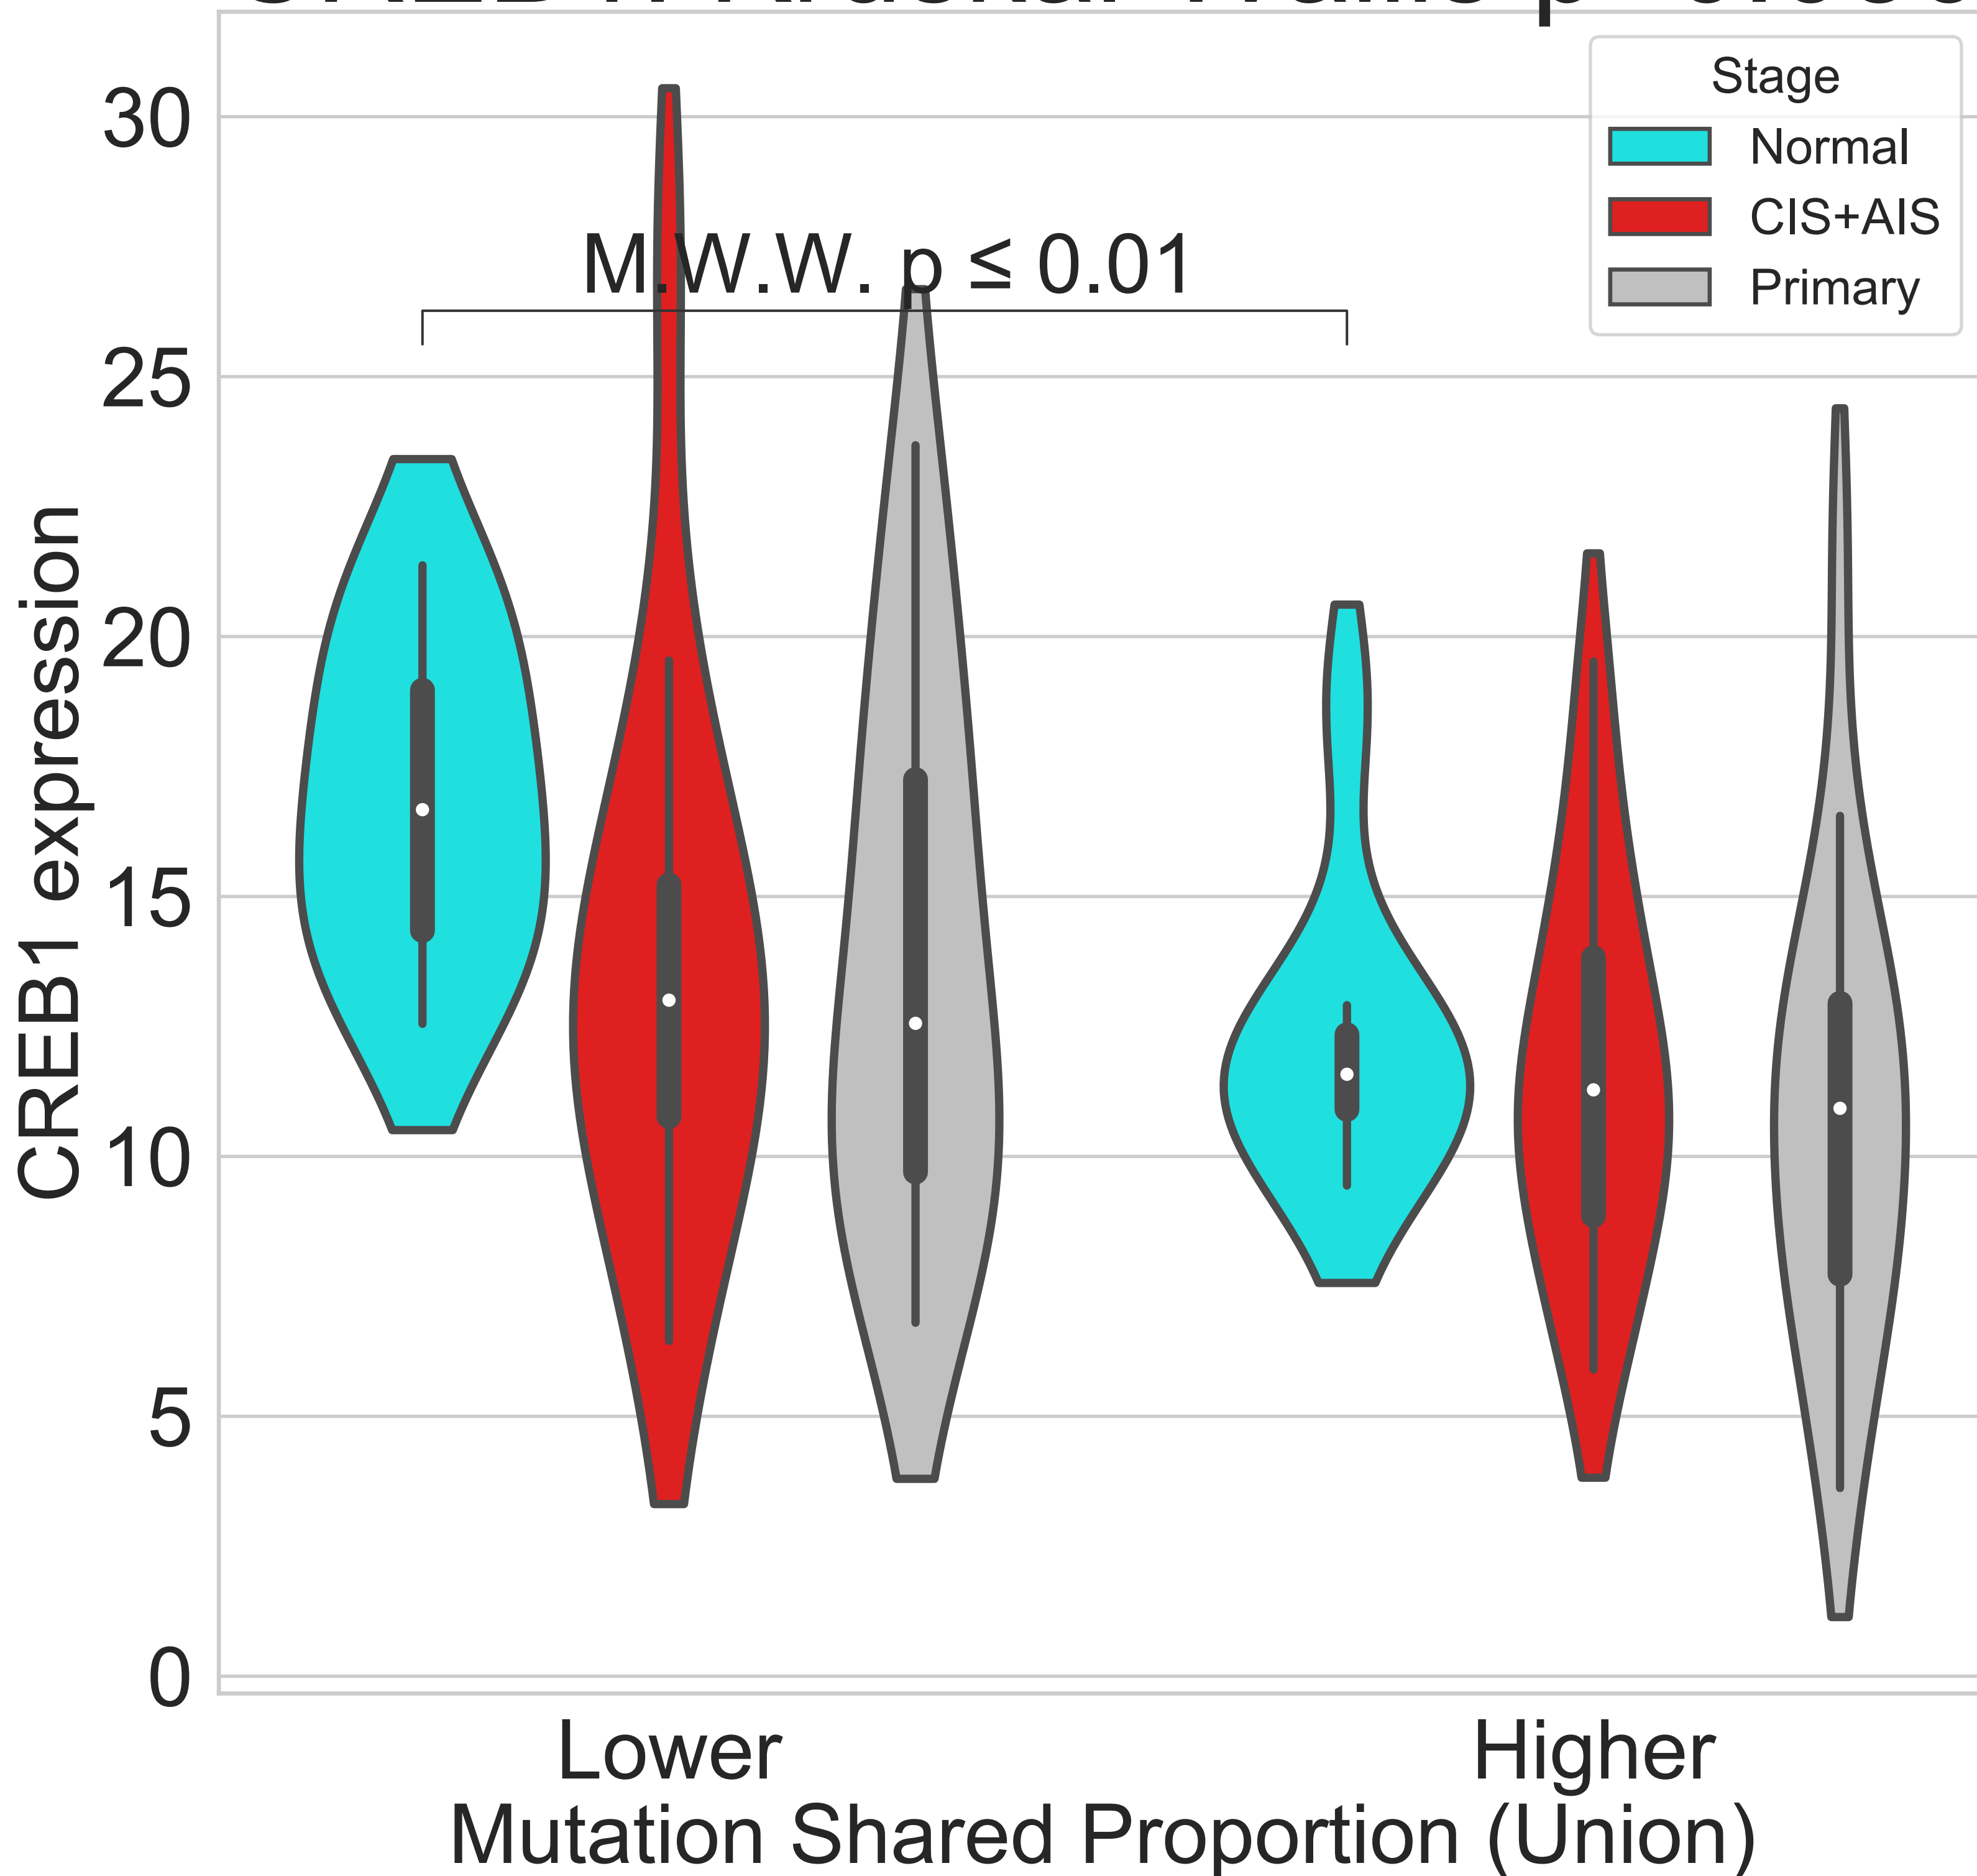 Stage
Normal
CIS+AIS
Primary
M.W.W. p ≤ 0.01
30
25
20
15
10
5
0
CREB1 expression
Lower
Higher
Mutation Shared Proportion (Union)